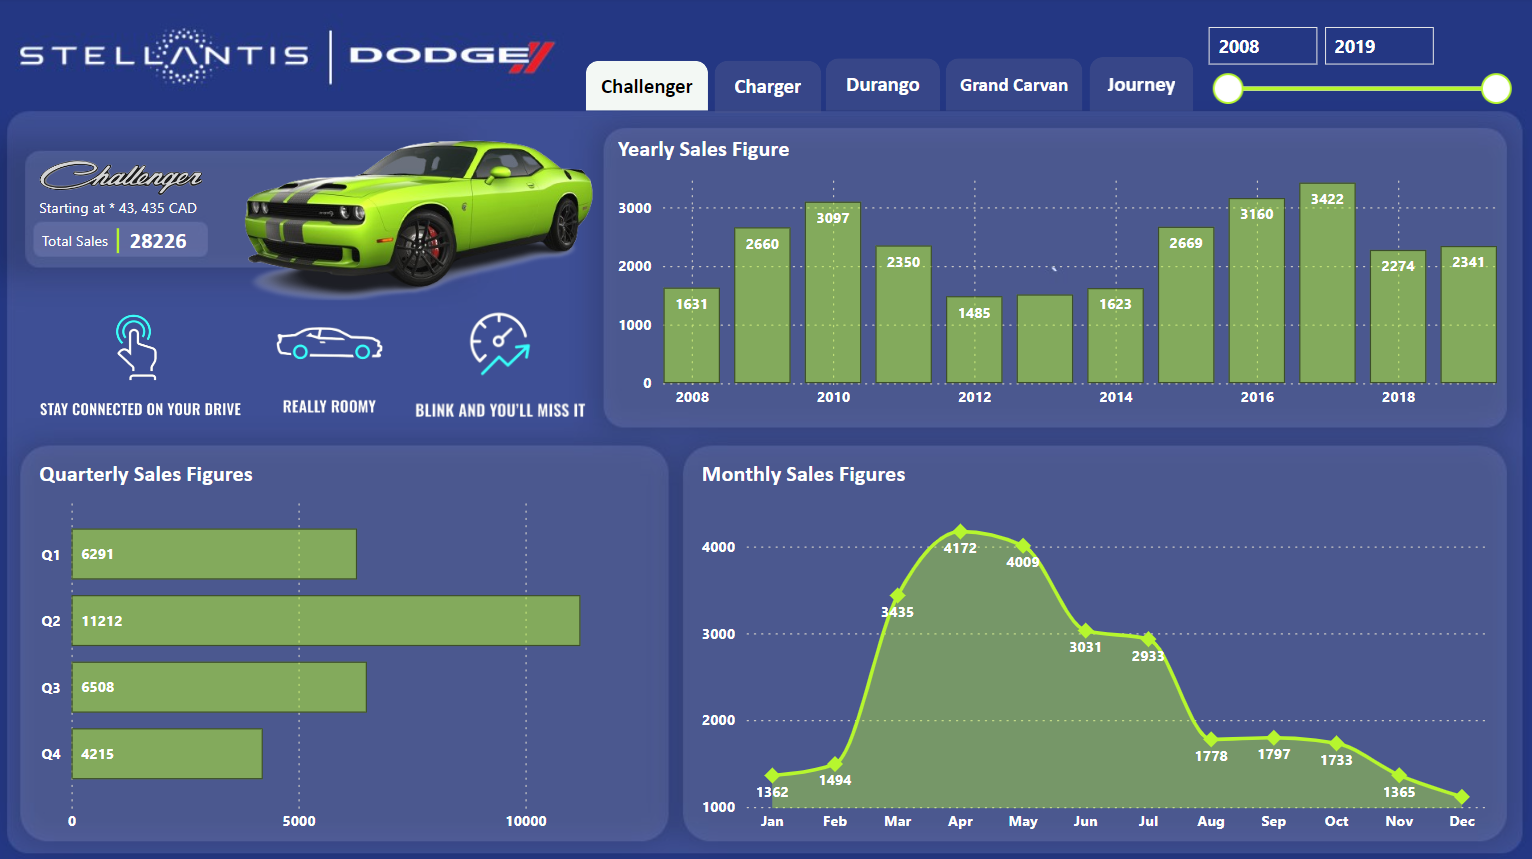 STELLANTIS | DODGE
2008 2019
Challenger Charger Durango Grand Carvan Journey
Challenger
Starting at * 43, 435 CAD
Total Sales 28226
STAY CONNECTED ON YOUR DRIVE
REALLY ROOMY
BLINK AND YOU'LL MISS IT
Yearly Sales Figure
3000
2000
1000
0
1631 2660 3097 2350 1485 1623 2669 3160 3422 2274 2341
2008 2010 2012 2014 2016 2018
Quarterly Sales Figures
Q1 6291
Q2 11212
Q3 6508
Q4 4215
0 5000 10000
Monthly Sales Figures
4000
3000
2000
1000
1362 1494 3435 4172 4009 3031 2933 1778 1797 1733 1365
Jan Feb Mar Apr May Jun Jul Aug Sep Oct Nov Dec